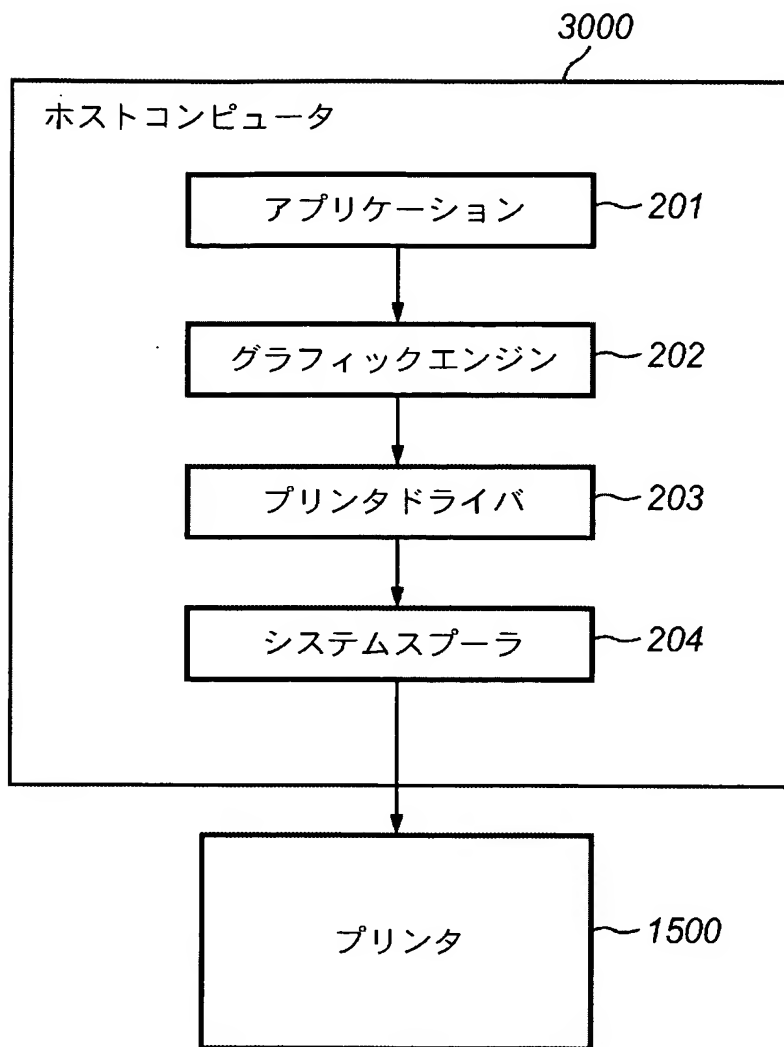 3000
ホストコンピュータ
アプリケーション 201
グラフィックエンジン 202
プリンタドライバ 203
システムスプーラ 204
プリンタ 1500